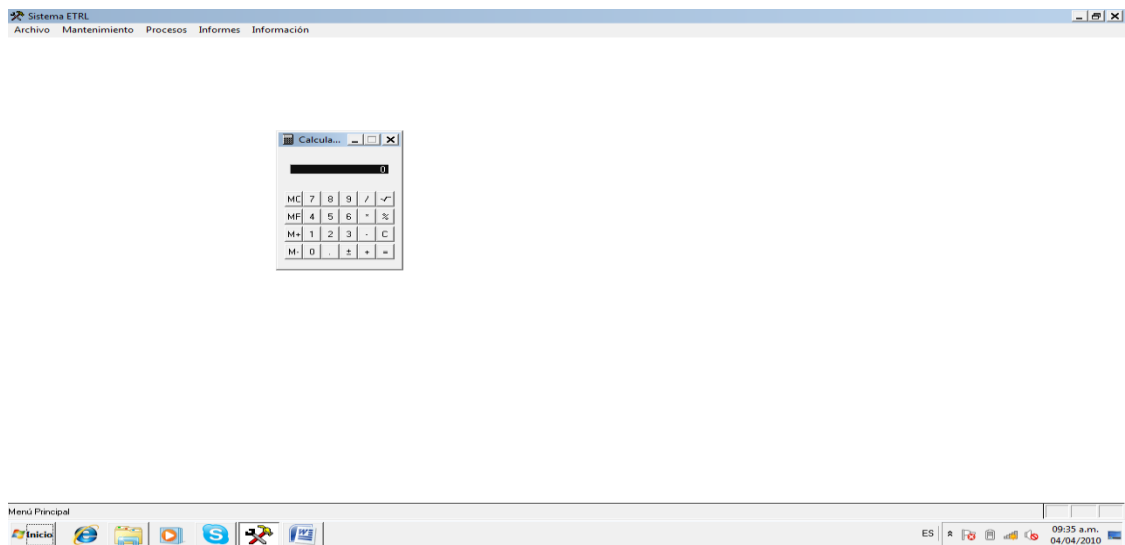 Sistema ETRL
Archivo Mantenimiento Procesos Informes Información
Calcula...
0
MC 7 8 9 / √
MF 4 5 6 * %
M+ 1 2 3 - C
M- 0 . ± + =
Menú Principal
Inicio ES 09:35 a.m.
04/04/2010